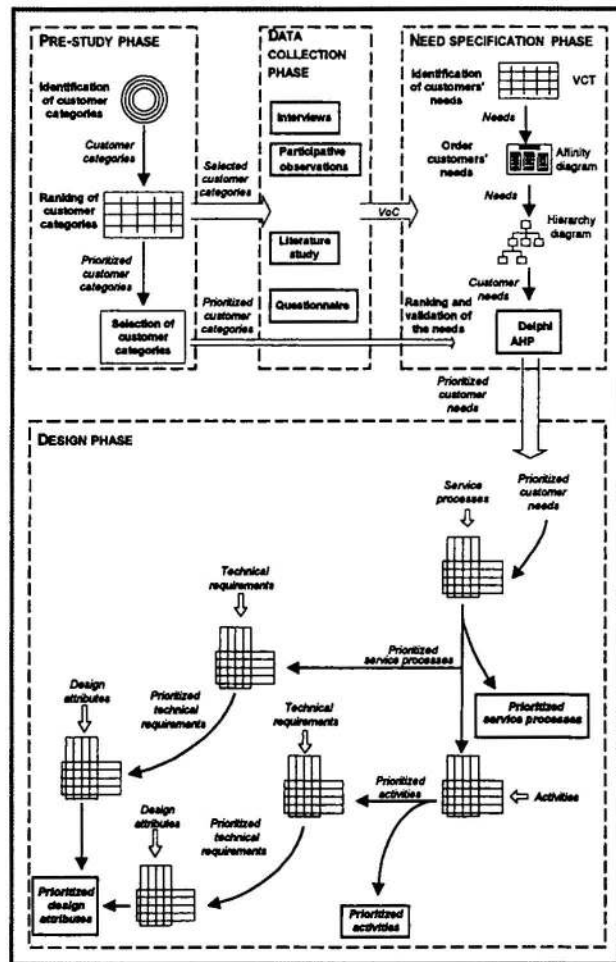 PRE-STUDY PHASE
Identification
of customer
categories
Customer
categories
Ranking of
customer
categories
Prioritized
customer
categories
Selection of
customer
categories
Selected
customer
categories
Prioritized
customer
categories
DATA
COLLECTION
PHASE
Interviews
Participative
observations
Literature
study
Questionnaire
VoC
NEED SPECIFICATION PHASE
Identification
of customers'
needs
VCT
Needs
Order
customers'
needs
Affinity
diagram
Needs
Hierarchy
diagram
Customer
needs
Ranking and
validation of
the needs
Delphi
AHP
Prioritized
customer
needs
DESIGN PHASE
Service
processes
Prioritized
customer
needs
Technical
requirements
Prioritized
service processes
Prioritized
service processes
Design
attributes
Prioritized
technical
requirements
Technical
requirements
Prioritized
activities
Activities
Design
attributes
Prioritized
technical
requirements
Prioritized
design
attributes
Prioritized
activities